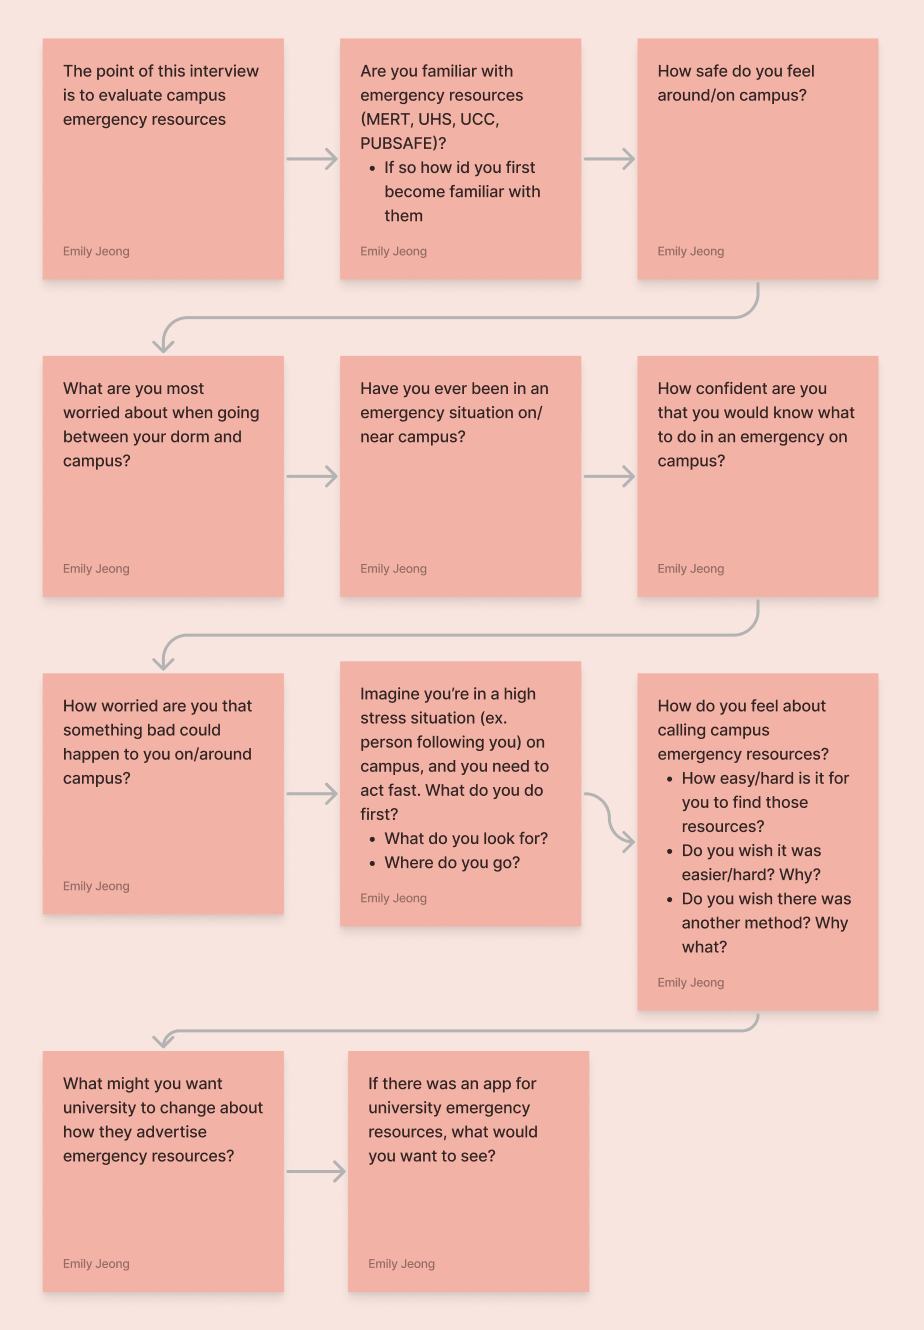 The point of this interview
is to evaluate campus
emergency resources
Emily Jeong
Are you familiar with
emergency resources
(MERT, UHS, UCC,
PUBSAFE)?
• If so how id you first
become familiar with
them
Emily Jeong
How safe do you feel
around/on campus?
Emily Jeong
What are you most
worried about when going
between your dorm and
campus?
Emily Jeong
Have you ever been in an
emergency situation on/
near campus?
Emily Jeong
How confident are you
that you would know what
to do in an emergency on
campus?
Emily Jeong
How worried are you that
something bad could
happen to you on/around
campus?
Emily Jeong
Imagine you’re in a high
stress situation (ex.
person following you) on
campus, and you need to
act fast. What do you do
first?
• What do you look for?
• Where do you go?
Emily Jeong
How do you feel about
calling campus
emergency resources?
• How easy/hard is it for
you to find those
resources?
• Do you wish it was
easier/hard? Why?
• Do you wish there was
another method? Why
what?
Emily Jeong
What might you want
university to change about
how they advertise
emergency resources?
Emily Jeong
If there was an app for
university emergency
resources, what would
you want to see?
Emily Jeong